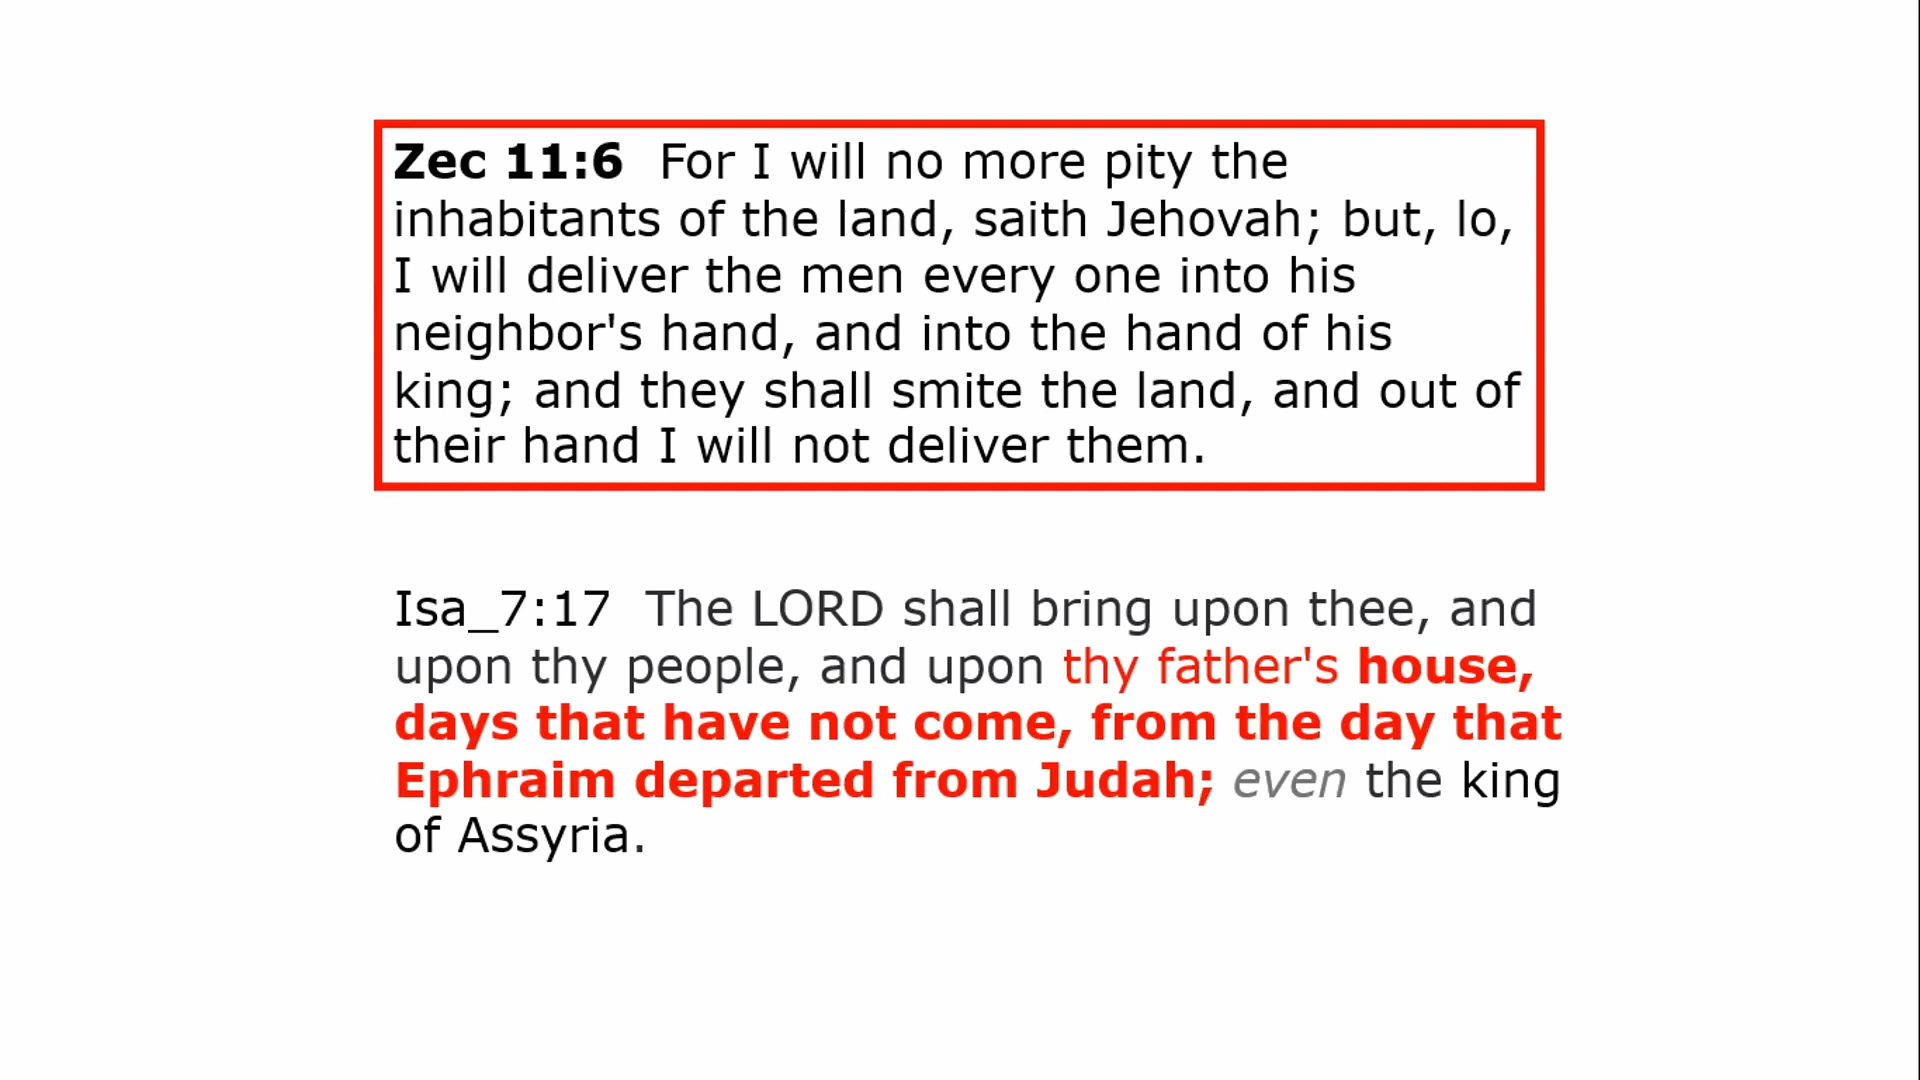 Zec 11:6  For I will no more pity the
inhabitants of the land, saith Jehovah; but, lo,
I will deliver the men every one into his
neighbor's hand, and into the hand of his
king; and they shall smite the land, and out of
their hand I will not deliver them.
Isa_7:17  The LORD shall bring upon thee, and
upon thy people, and upon thy father's house,
days that have not come, from the day that
Ephraim departed from Judah; even the king
of Assyria.